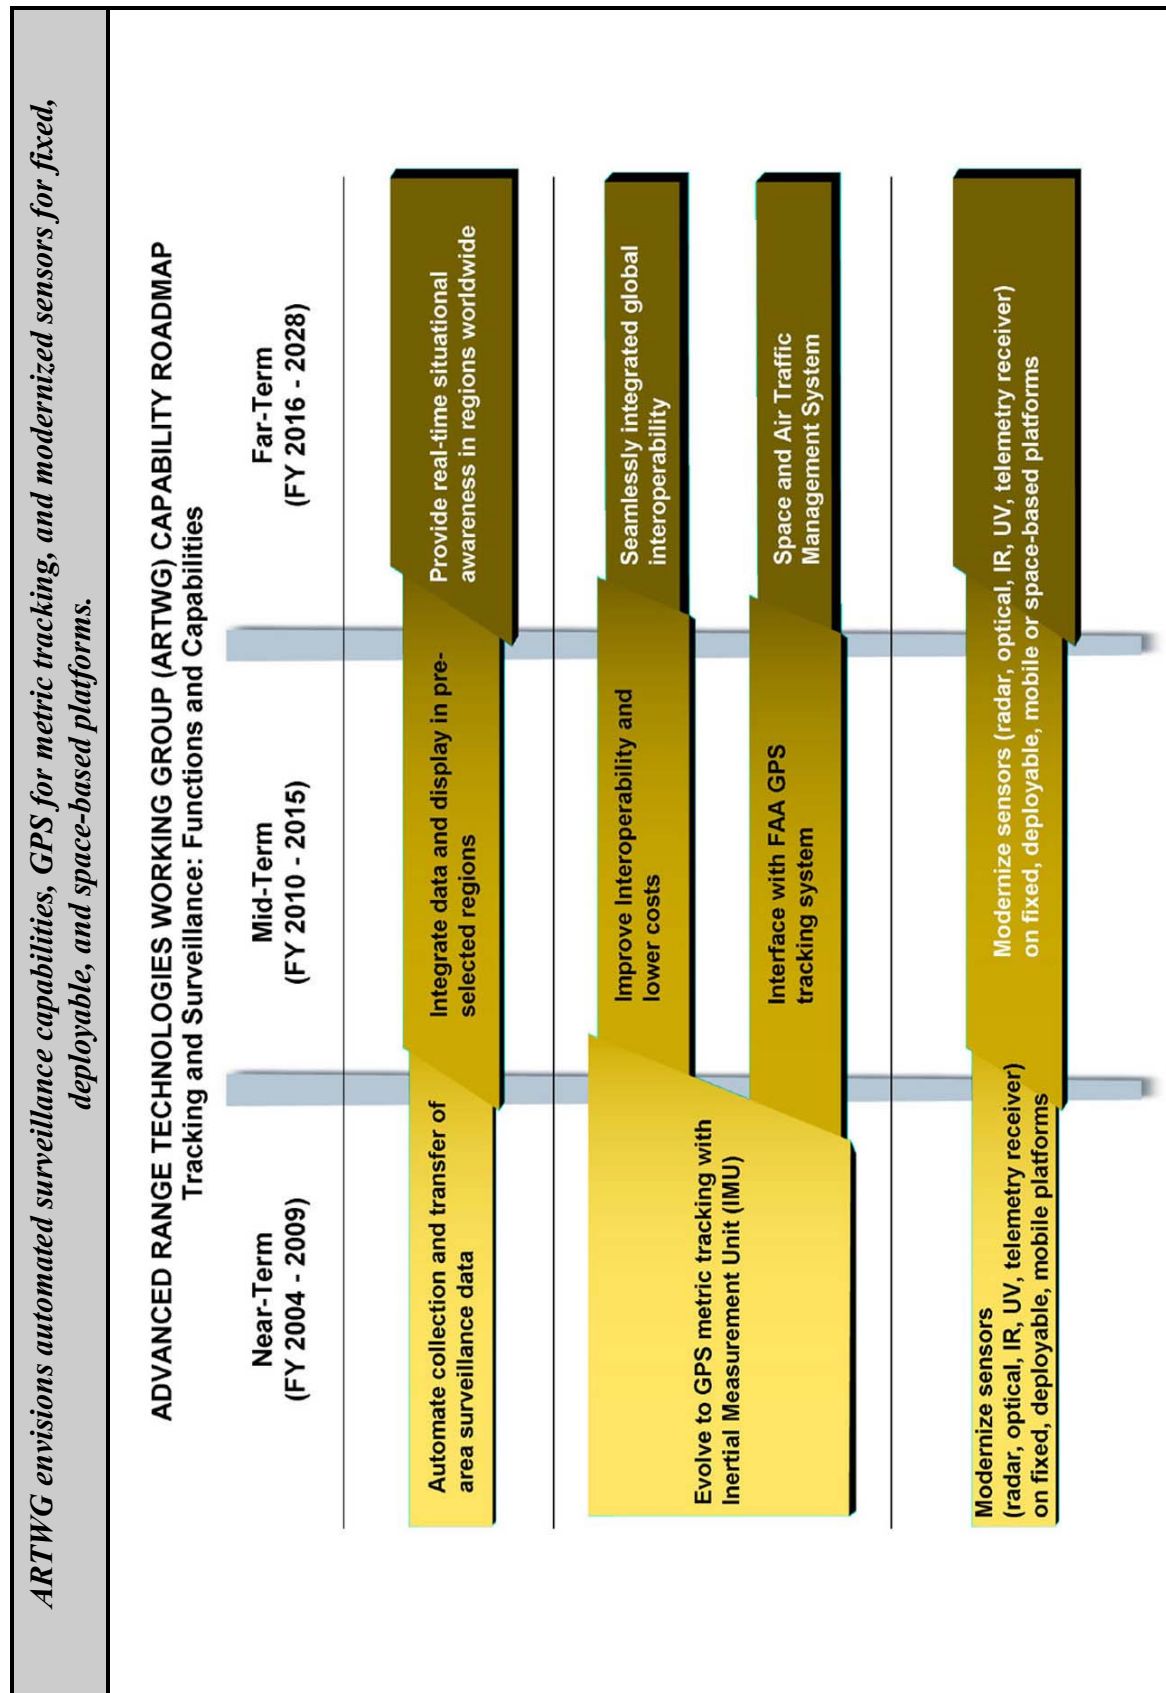 ARTWG envisions automated surveillance capabilities, GPS for metric tracking, and modernized sensors for fixed,
deployable, and space-based platforms.
ADVANCED RANGE TECHNOLOGIES WORKING GROUP (ARTWG) CAPABILITY ROADMAP
Tracking and Surveillance: Functions and Capabilities
Near-Term
(FY 2004 - 2009)
Mid-Term
(FY 2010 - 2015)
Far-Term
(FY 2016 - 2028)
Automate collection and transfer of
area surveillance data
Integrate data and display in pre-
selected regions
Provide real-time situational
awareness in regions worldwide
Evolve to GPS metric tracking with
Inertial Measurement Unit (IMU)
Improve Interoperability and
lower costs
Seamlessly integrated global
interoperability
Interface with FAA GPS
tracking system
Space and Air Traffic
Management System
Modernize sensors
(radar, optical, IR, UV, telemetry receiver)
on fixed, deployable, mobile platforms
Modernize sensors (radar, optical, IR, UV, telemetry receiver)
on fixed, deployable, mobile or space-based platforms